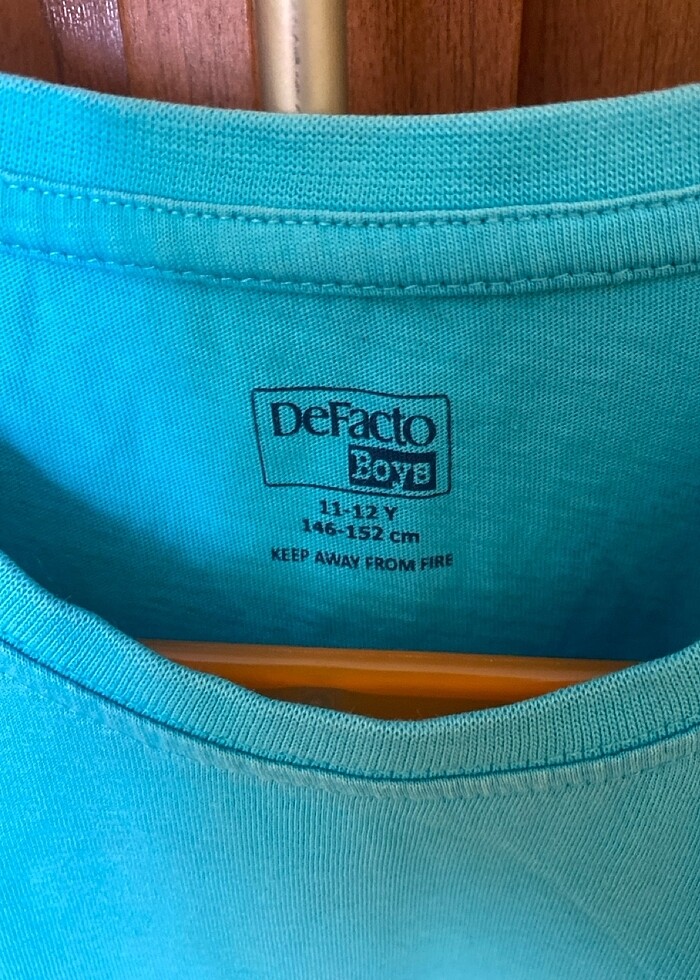 DeFacto
Boys
11-12 Y
146-152 cm
KEEP AWAY FROM FIRE